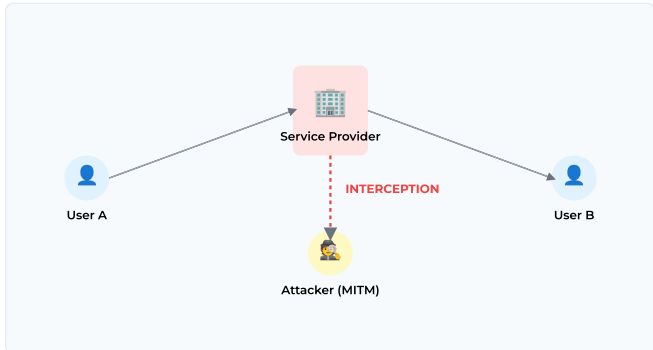 Service Provider
INTERCEPTION
User A
User B
Attacker (MITM)